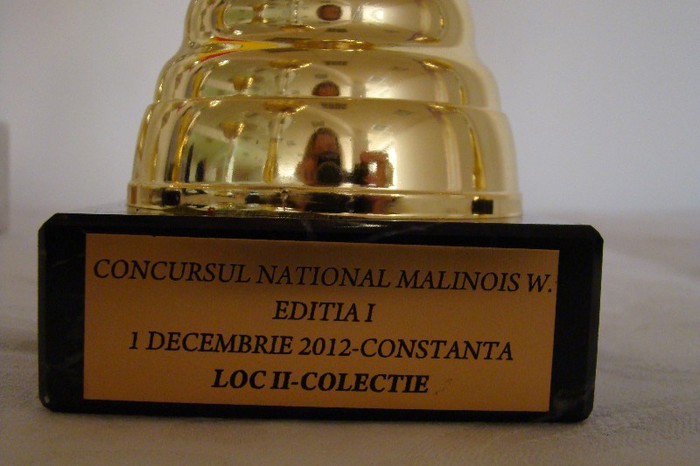 CONCURSUL NATIONAL MALINOIS W.
EDITIA I
1 DECEMBRIE 2012-CONSTANTA
LOC II-COLECTIE